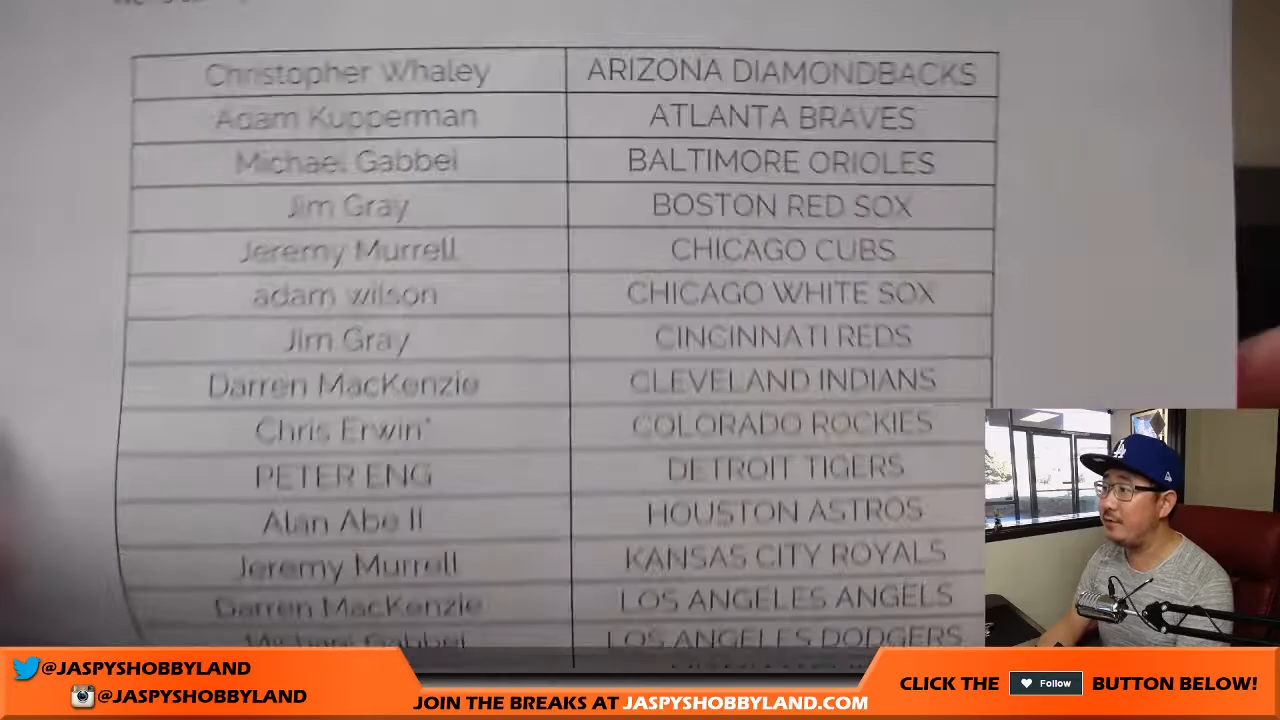 Christopher Whaley ARIZONA DIAMONDBACKS
Adam Kupperman ATLANTA BRAVES
Michael Gabbel BALTIMORE ORIOLES
Jim Gray BOSTON RED SOX
Jeremy Murrell CHICAGO CUBS
adam wilson CHICAGO WHITE SOX
Jim Gray CINCINNATI REDS
Darren MacKenzie CLEVELAND INDIANS
Chris Erwin* COLORADO ROCKIES
PETER ENG DETROIT TIGERS
Alan Abe II HOUSTON ASTROS
Jeremy Murrell KANSAS CITY ROYALS
Darren MacKenzie LOS ANGELES ANGELS
Michael Gabbel LOS ANGELES DODGERS
LA
@JASPYSHOBBYLAND
@JASPYSHOBBYLAND
JOIN THE BREAKS AT JASPYSHOBBYLAND.COM
CLICK THE Follow BUTTON BELOW!